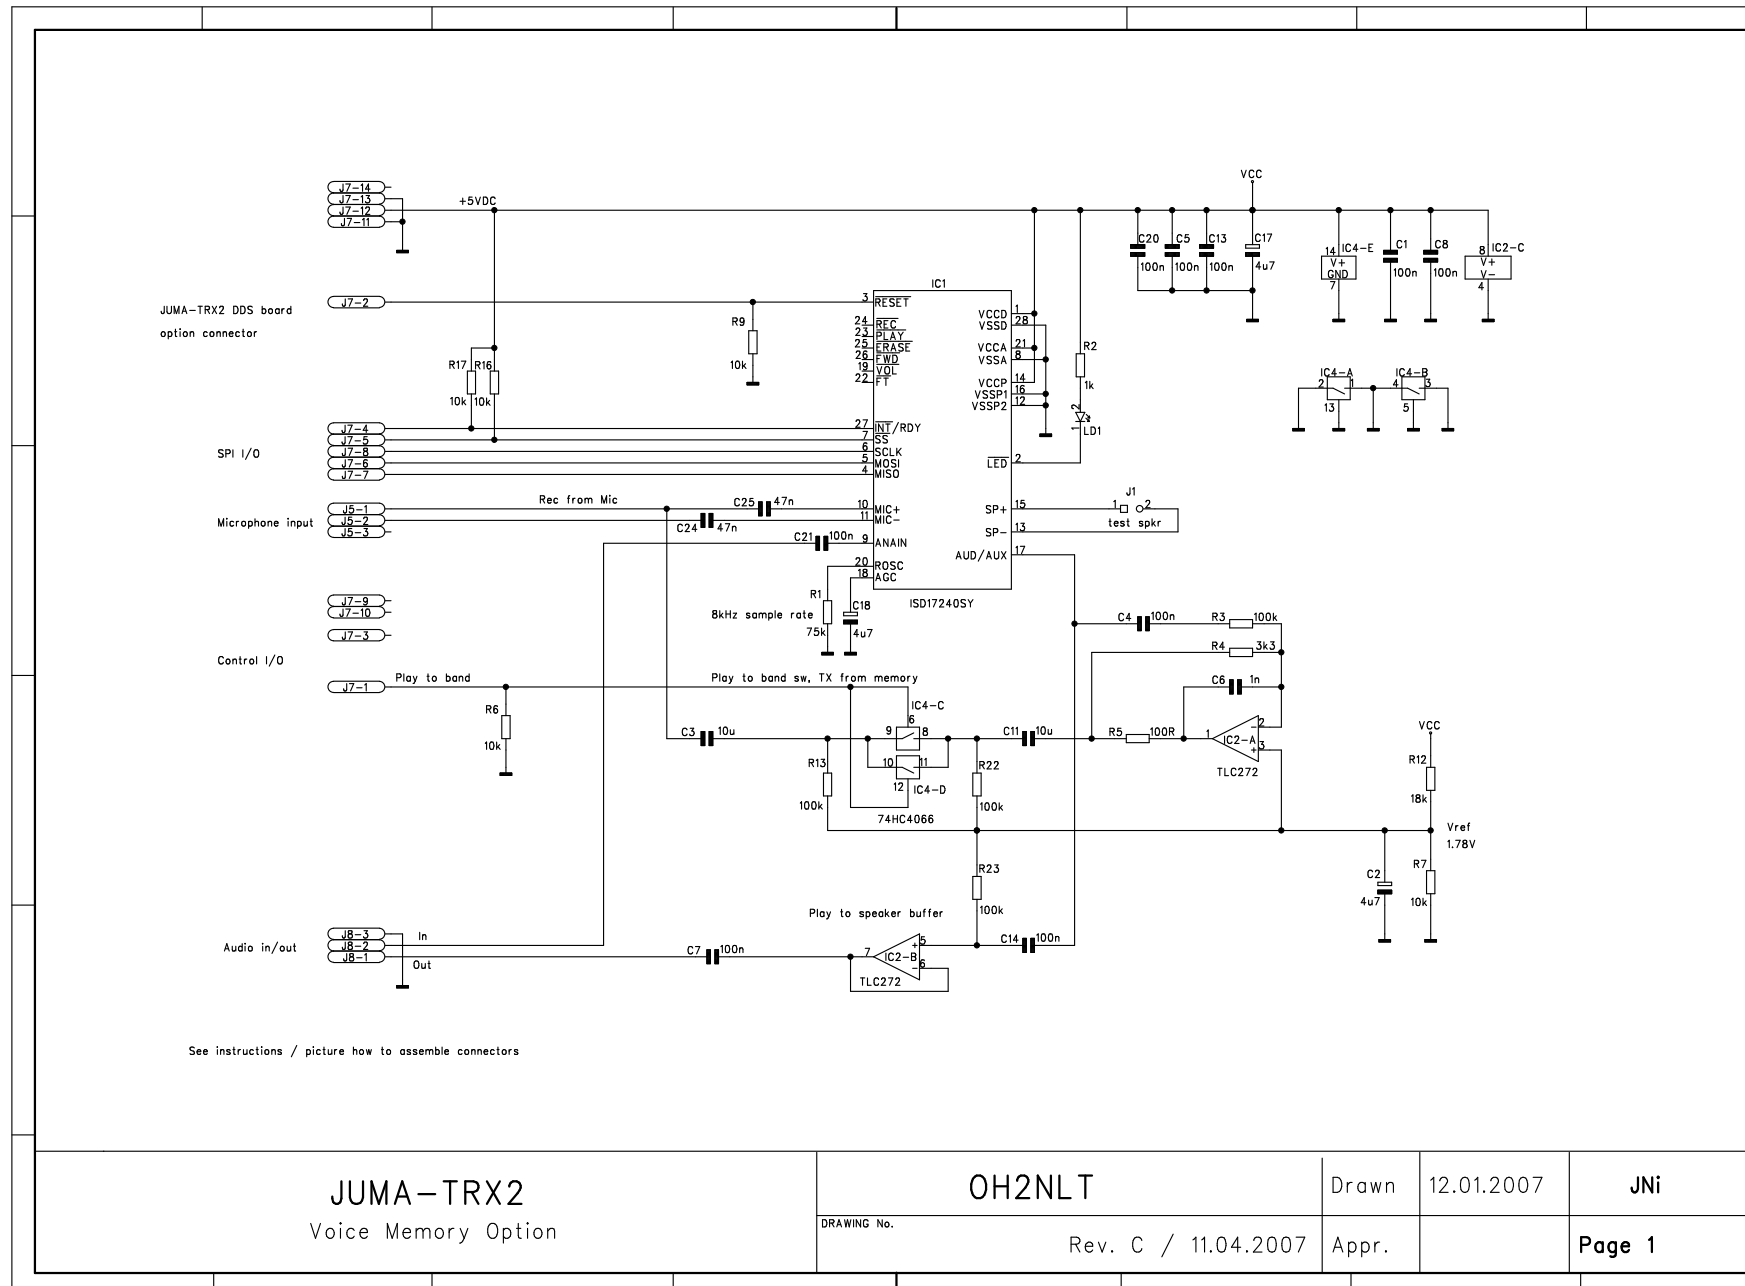 J7-14
J7-13
J7-12
J7-11
+5VDC
VCC
C20
100n
C5
100n
C13
100n
C17
4u7
14
IC4-E
V+
GND
7
C1
100n
C8
100n
8
IC2-C
V+
V-
4
JUMA-TRX2 DDS board
option connector
J7-2
R9
10k
R17
10k
R16
10k
IC1
3
RESET
24
REC
23
PLAY
25
ERASE
26
FWD
19
VOL
22
FT
27
INT/RDY
7
SS
6
SCLK
5
MOSI
4
MISO
10
MIC+
11
MIC-
9
ANAIN
20
ROSC
18
AGC
VCCD
1
VSSD
28
VCCA
21
VSSA
8
VCCP
14
VSSP1
16
VSSP2
12
LED
2
SP+
15
SP-
13
AUD/AUX
17
ISD17240SY
R2
1k
2
1
LD1
IC4-A
2
1
13
IC4-B
4
3
5
SPI I/O
J7-4
J7-5
J7-8
J7-6
J7-7
Microphone input
J5-1
J5-2
J5-3
Rec from Mic
C25
47n
C24
47n
C21
100n
J1
1
2
test spkr
R1
75k
8kHz sample rate
C18
4u7
J7-9
J7-10
J7-3
Control I/O
J7-1
Play to band
R6
10k
Play to band sw, TX from memory
C4
100n
R3
100k
R4
3k3
C6
1n
IC4-C
6
9
8
10
11
12
IC4-D
74HC4066
C3
10u
R13
100k
R22
100k
C11
10u
R5
100R
1
IC2-A
-
2
+
3
TLC272
VCC
R12
18k
Vref
1.78V
C2
4u7
R7
10k
R23
100k
Play to speaker buffer
Audio in/out
J8-3
J8-2
J8-1
In
Out
C7
100n
7
IC2-B
+
5
-
6
TLC272
C14
100n
See instructions / picture how to assemble connectors
JUMA-TRX2
Voice Memory Option
OH2NLT
DRAWING No.
Rev. C / 11.04.2007
Drawn
12.01.2007
JNi
Appr.
Page 1